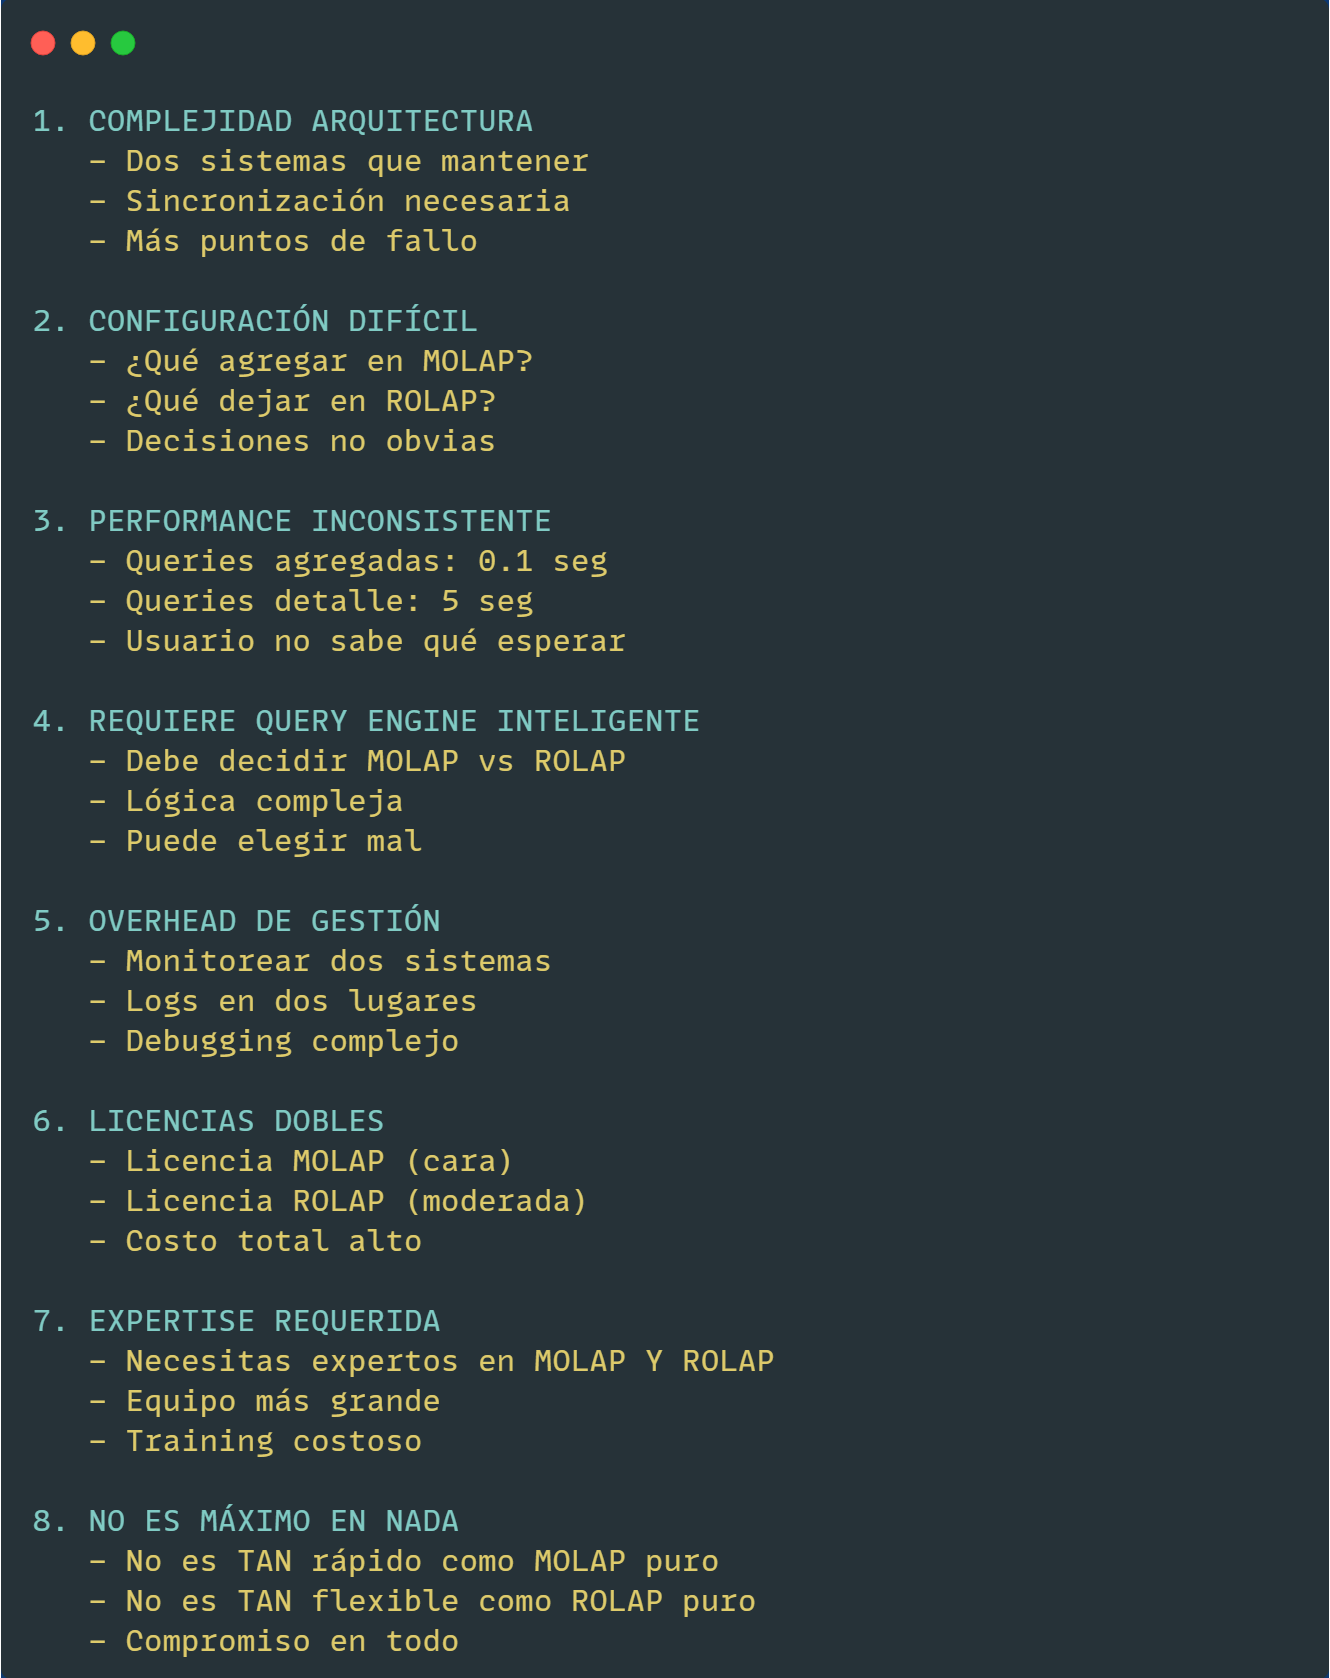 1. COMPLEJIDAD ARQUITECTURA
- Dos sistemas que mantener
- Sincronización necesaria
- Más puntos de fallo
2. CONFIGURACIÓN DIFÍCIL
- ¿Qué agregar en MOLAP?
- ¿Qué dejar en ROLAP?
- Decisiones no obvias
3. PERFORMANCE INCONSISTENTE
- Queries agregadas: 0.1 seg
- Queries detalle: 5 seg
- Usuario no sabe qué esperar
4. REQUIERE QUERY ENGINE INTELIGENTE
- Debe decidir MOLAP vs ROLAP
- Lógica compleja
- Puede elegir mal
5. OVERHEAD DE GESTIÓN
- Monitorear dos sistemas
- Logs en dos lugares
- Debugging complejo
6. LICENCIAS DOBLES
- Licencia MOLAP (cara)
- Licencia ROLAP (moderada)
- Costo total alto
7. EXPERTISE REQUERIDA
- Necesitas expertos en MOLAP Y ROLAP
- Equipo más grande
- Training costoso
8. NO ES MÁXIMO EN NADA
- No es TAN rápido como MOLAP puro
- No es TAN flexible como ROLAP puro
- Compromiso en todo